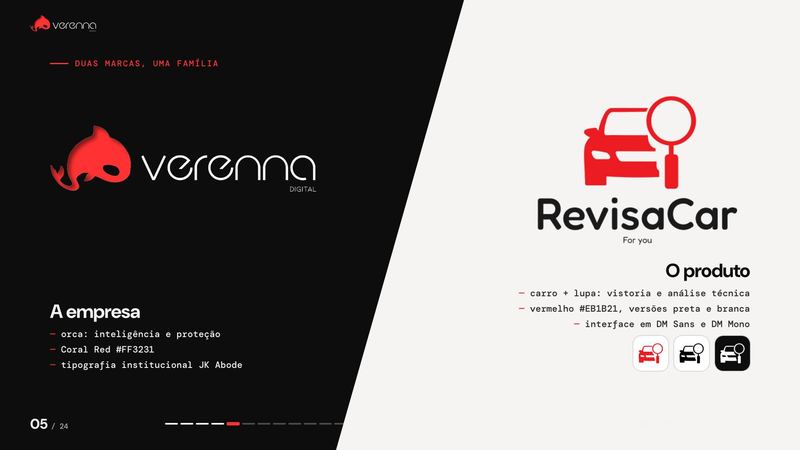 verenna
DUAS MARCAS, UMA FAMÍLIA
verenna
DIGITAL
A empresa
— orca: inteligência e proteção
— Coral Red #FF3231
— tipografia institucional JK Abode
05 / 24
RevisaCar
For you
O produto
— carro + lupa: vistoria e análise técnica
— vermelho #EB1B21, versões preta e branca
— interface em DM Sans e DM Mono